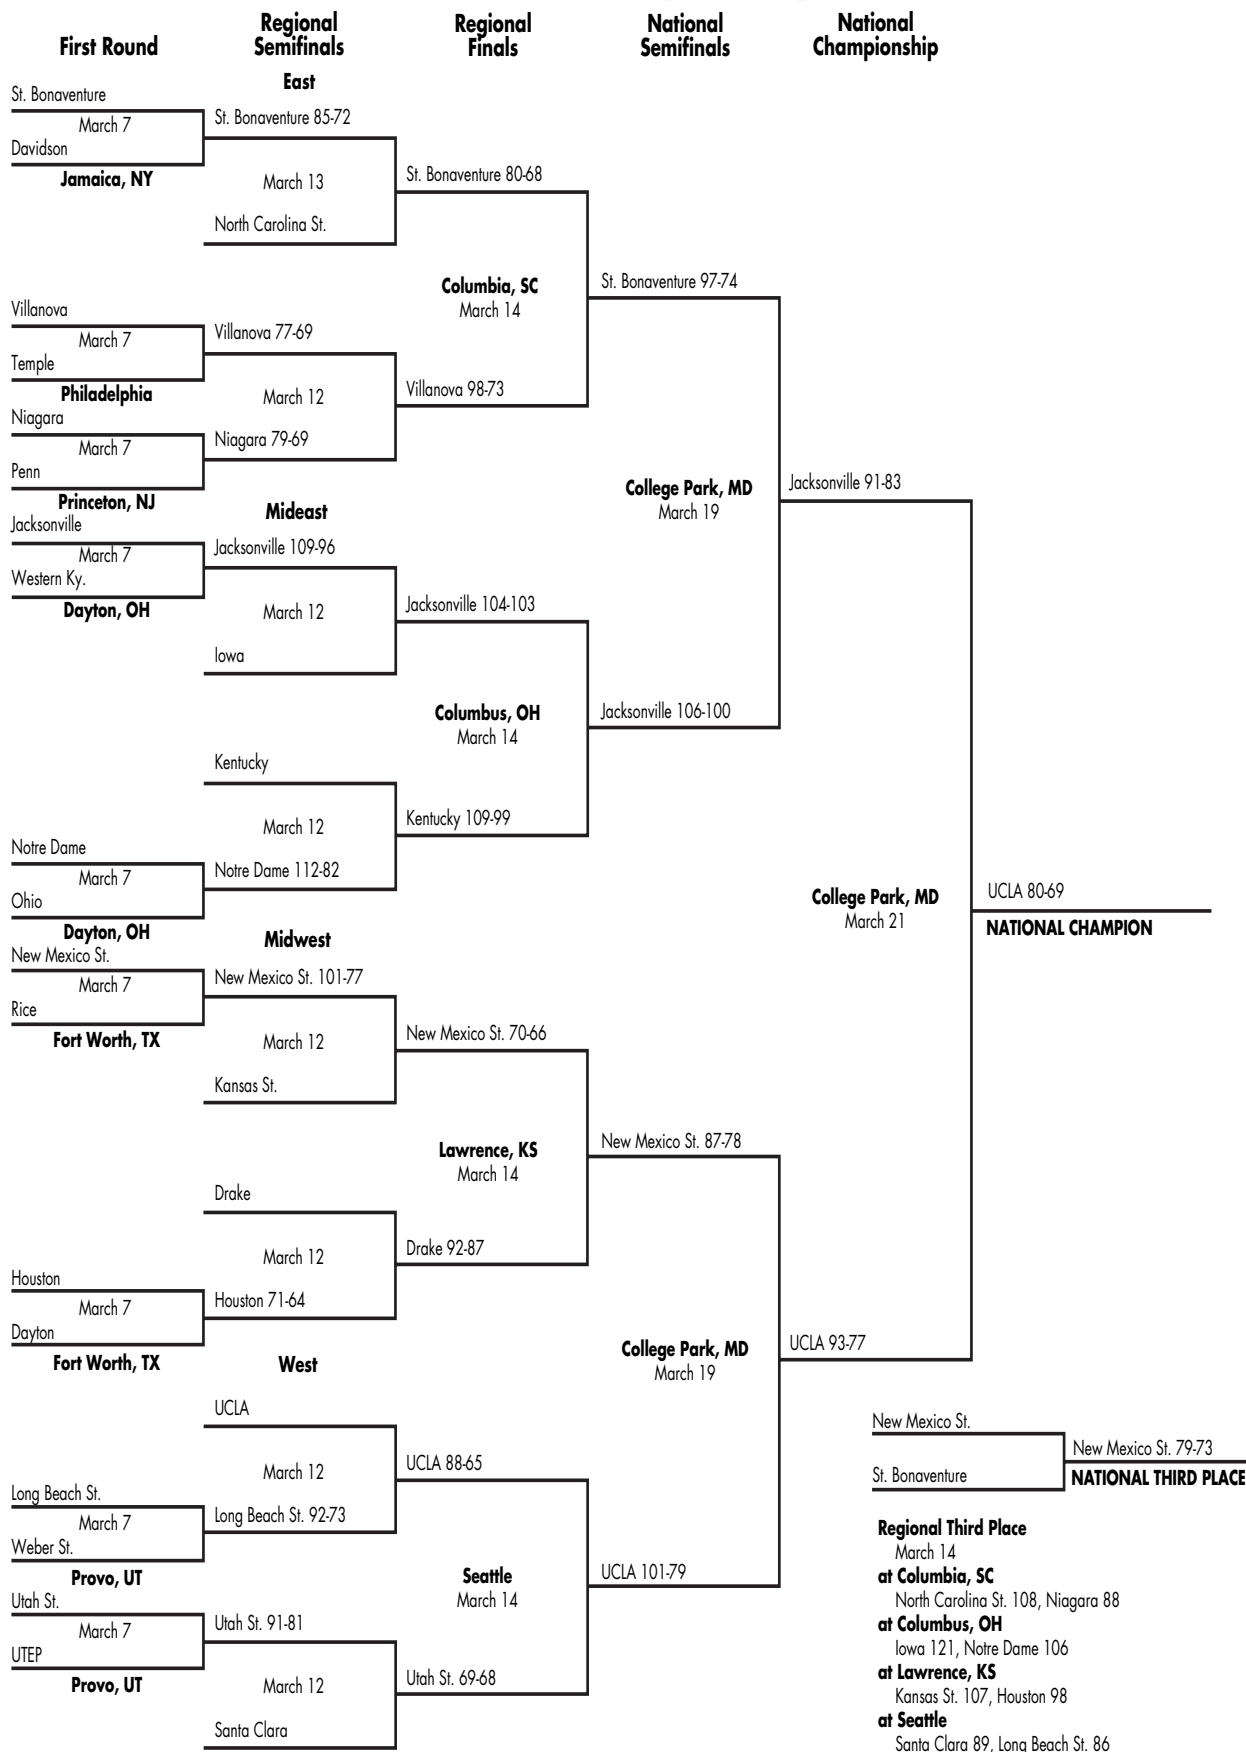 First Round
Regional
Semifinals
Regional
Finals
National
Semifinals
National
Championship
East
St. Bonaventure
March 7
Davidson
Jamaica, NY
St. Bonaventure 85-72
March 13
North Carolina St.
St. Bonaventure 80-68
Villanova
March 7
Temple
Philadelphia
Villanova 77-69
March 12
Niagara
March 7
Penn
Princeton, NJ
Niagara 79-69
Villanova 98-73
Columbia, SC
March 14
St. Bonaventure 97-74
Mideast
Jacksonville
March 7
Western Ky.
Dayton, OH
Jacksonville 109-96
March 12
Iowa
Jacksonville 104-103
Columbus, OH
March 14
Jacksonville 106-100
Kentucky
March 12
Notre Dame
March 7
Ohio
Dayton, OH
Notre Dame 112-82
Kentucky 109-99
College Park, MD
March 19
Jacksonville 91-83
Midwest
New Mexico St.
March 7
Rice
Fort Worth, TX
New Mexico St. 101-77
March 12
Kansas St.
New Mexico St. 70-66
Lawrence, KS
March 14
New Mexico St. 87-78
Drake
March 12
Houston
March 7
Dayton
Fort Worth, TX
Houston 71-64
Drake 92-87
West
UCLA
March 12
Long Beach St.
March 7
Weber St.
Provo, UT
Long Beach St. 92-73
UCLA 88-65
Utah St.
March 7
UTEP
Provo, UT
Utah St. 91-81
March 12
Santa Clara
Utah St. 69-68
Seattle
March 14
UCLA 101-79
College Park, MD
March 19
UCLA 93-77
College Park, MD
March 21
UCLA 80-69
NATIONAL CHAMPION
New Mexico St.
St. Bonaventure
New Mexico St. 79-73
NATIONAL THIRD PLACE
Regional Third Place
March 14
at Columbia, SC
North Carolina St. 108, Niagara 88
at Columbus, OH
Iowa 121, Notre Dame 106
at Lawrence, KS
Kansas St. 107, Houston 98
at Seattle
Santa Clara 89, Long Beach St. 86